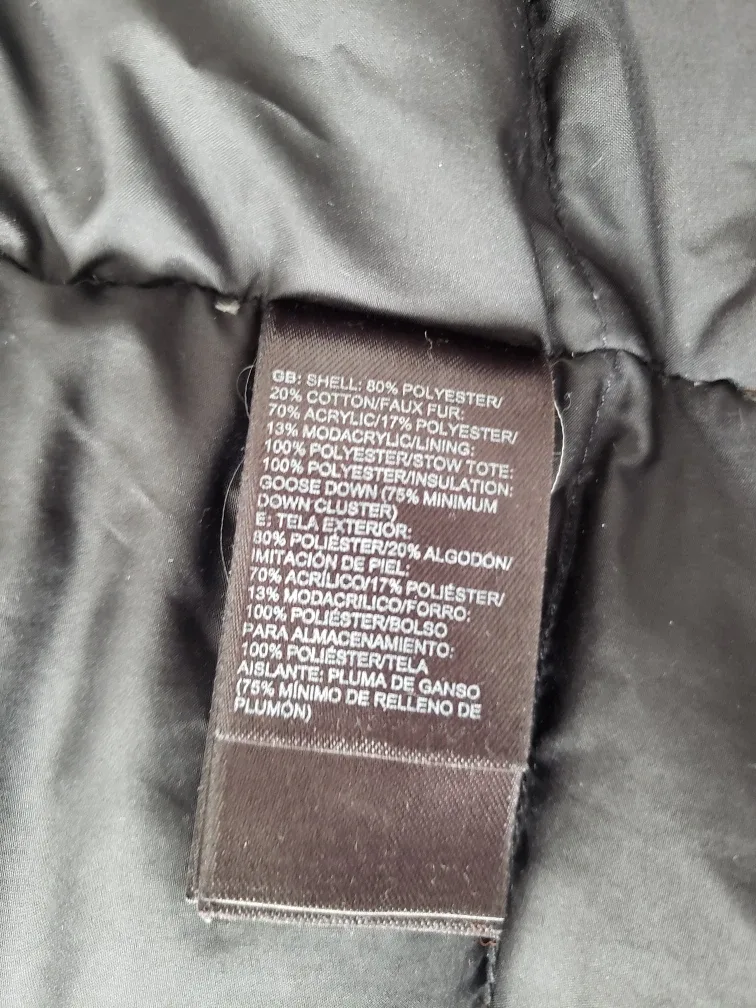 GB: SHELL: 80% POLYESTER/
20% COTTON/FAUX FUR:
70% ACRYLIC/17% POLYESTER/
13% MODACRYLIC/LINING:
100% POLYESTER/STOW TOTE:
100% POLYESTER/INSULATION:
GOOSE DOWN (75% MINIMUM
DOWN CLUSTER)
E: TELA EXTERIOR:
80% POLIÉSTER/20% ALGODÓN/
IMITACIÓN DE PIEL:
70% ACRÍLICO/17% POLIÉSTER/
13% MODACRILICO/FORRO:
100% POLIÉSTER/BOLSO
PARA ALMACENAMIENTO:
100% POLIÉSTER/TELA
AISLANTE: PLUMA DE GANSO
(75% MÍNIMO DE RELLENO DE
PLUMÓN)